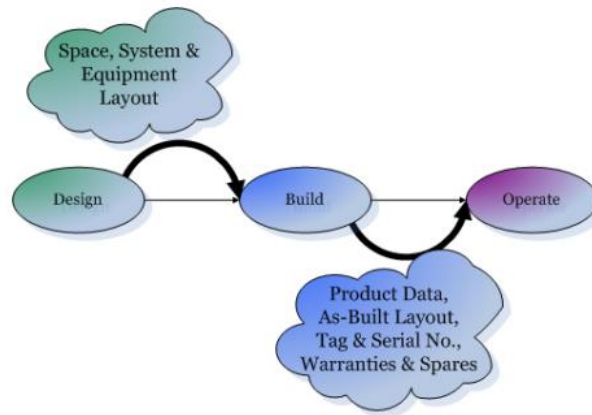 Space, System &
Equipment
Layout
Design
Build
Operate
Product Data,
As-Built Layout,
Tag & Serial No.,
Warranties & Spares